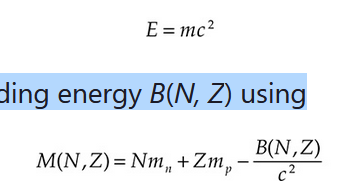 E = mc²
ding energy B(N, Z) using
M(N,Z) = Nmₙ + Zmₚ − B(N,Z)/c²